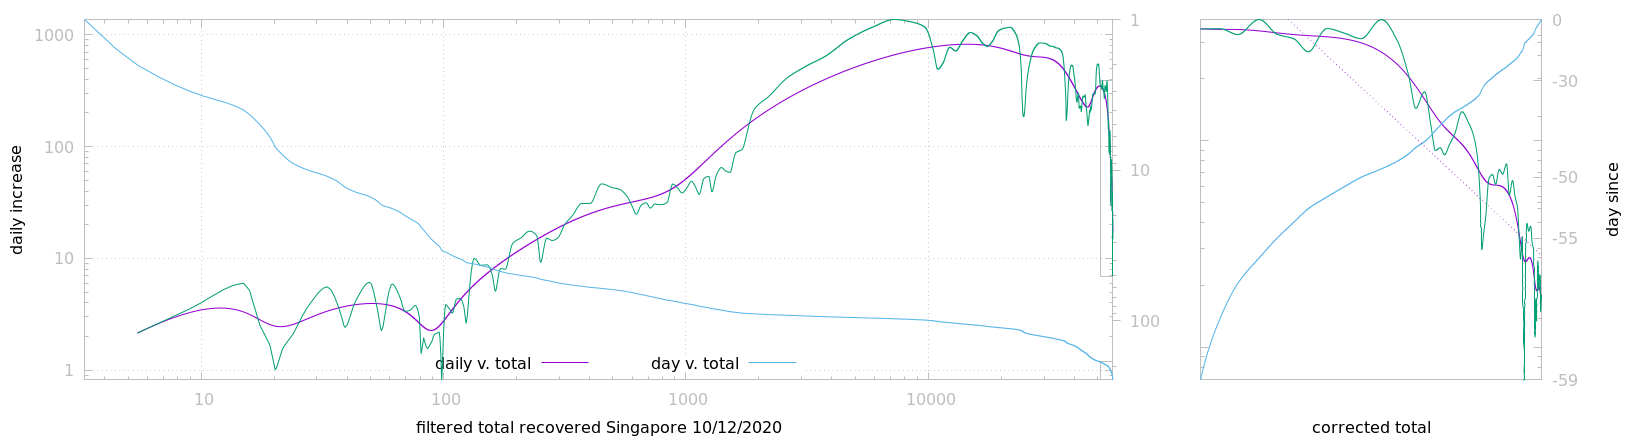 1000
100
10
1
daily increase
10
100
1000
10000
1
10
100
daily v. total
day v. total
filtered total recovered Singapore 10/12/2020
0
-30
-50
-55
-59
day since
corrected total